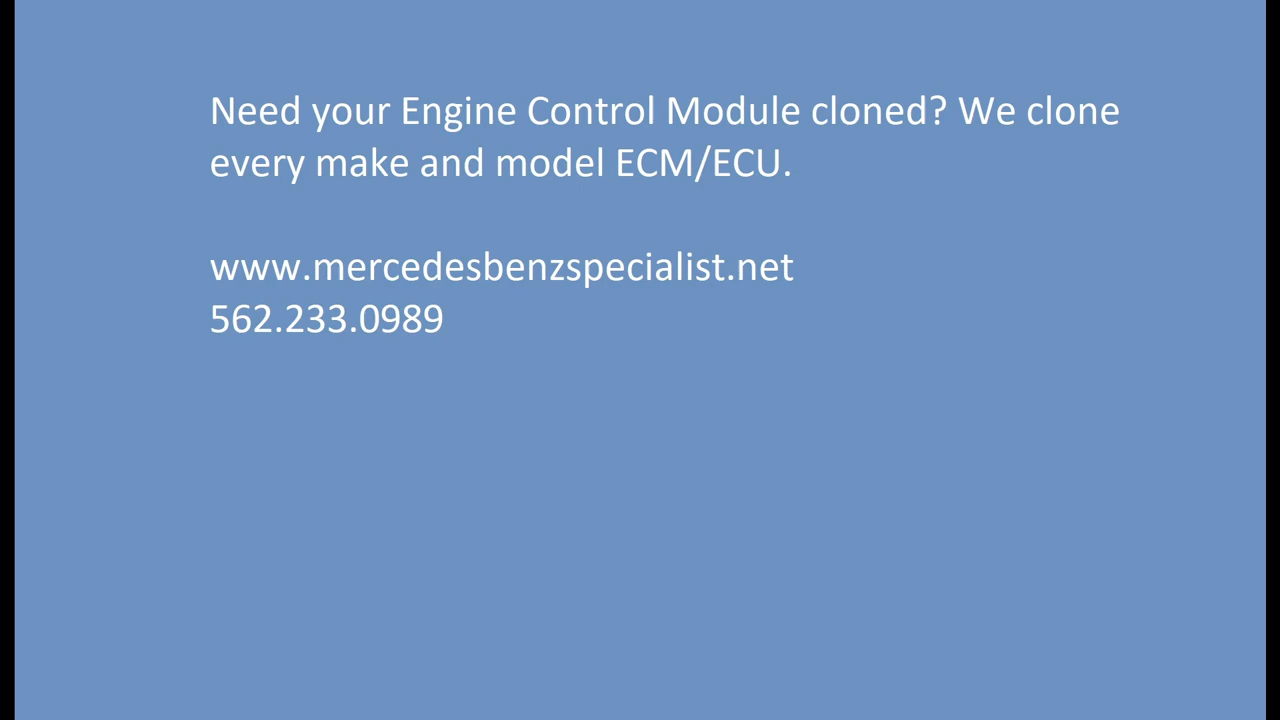 Need your Engine Control Module cloned? We clone
every make and model ECM/ECU.
www.mercedesbenzspecialist.net
562.233.0989